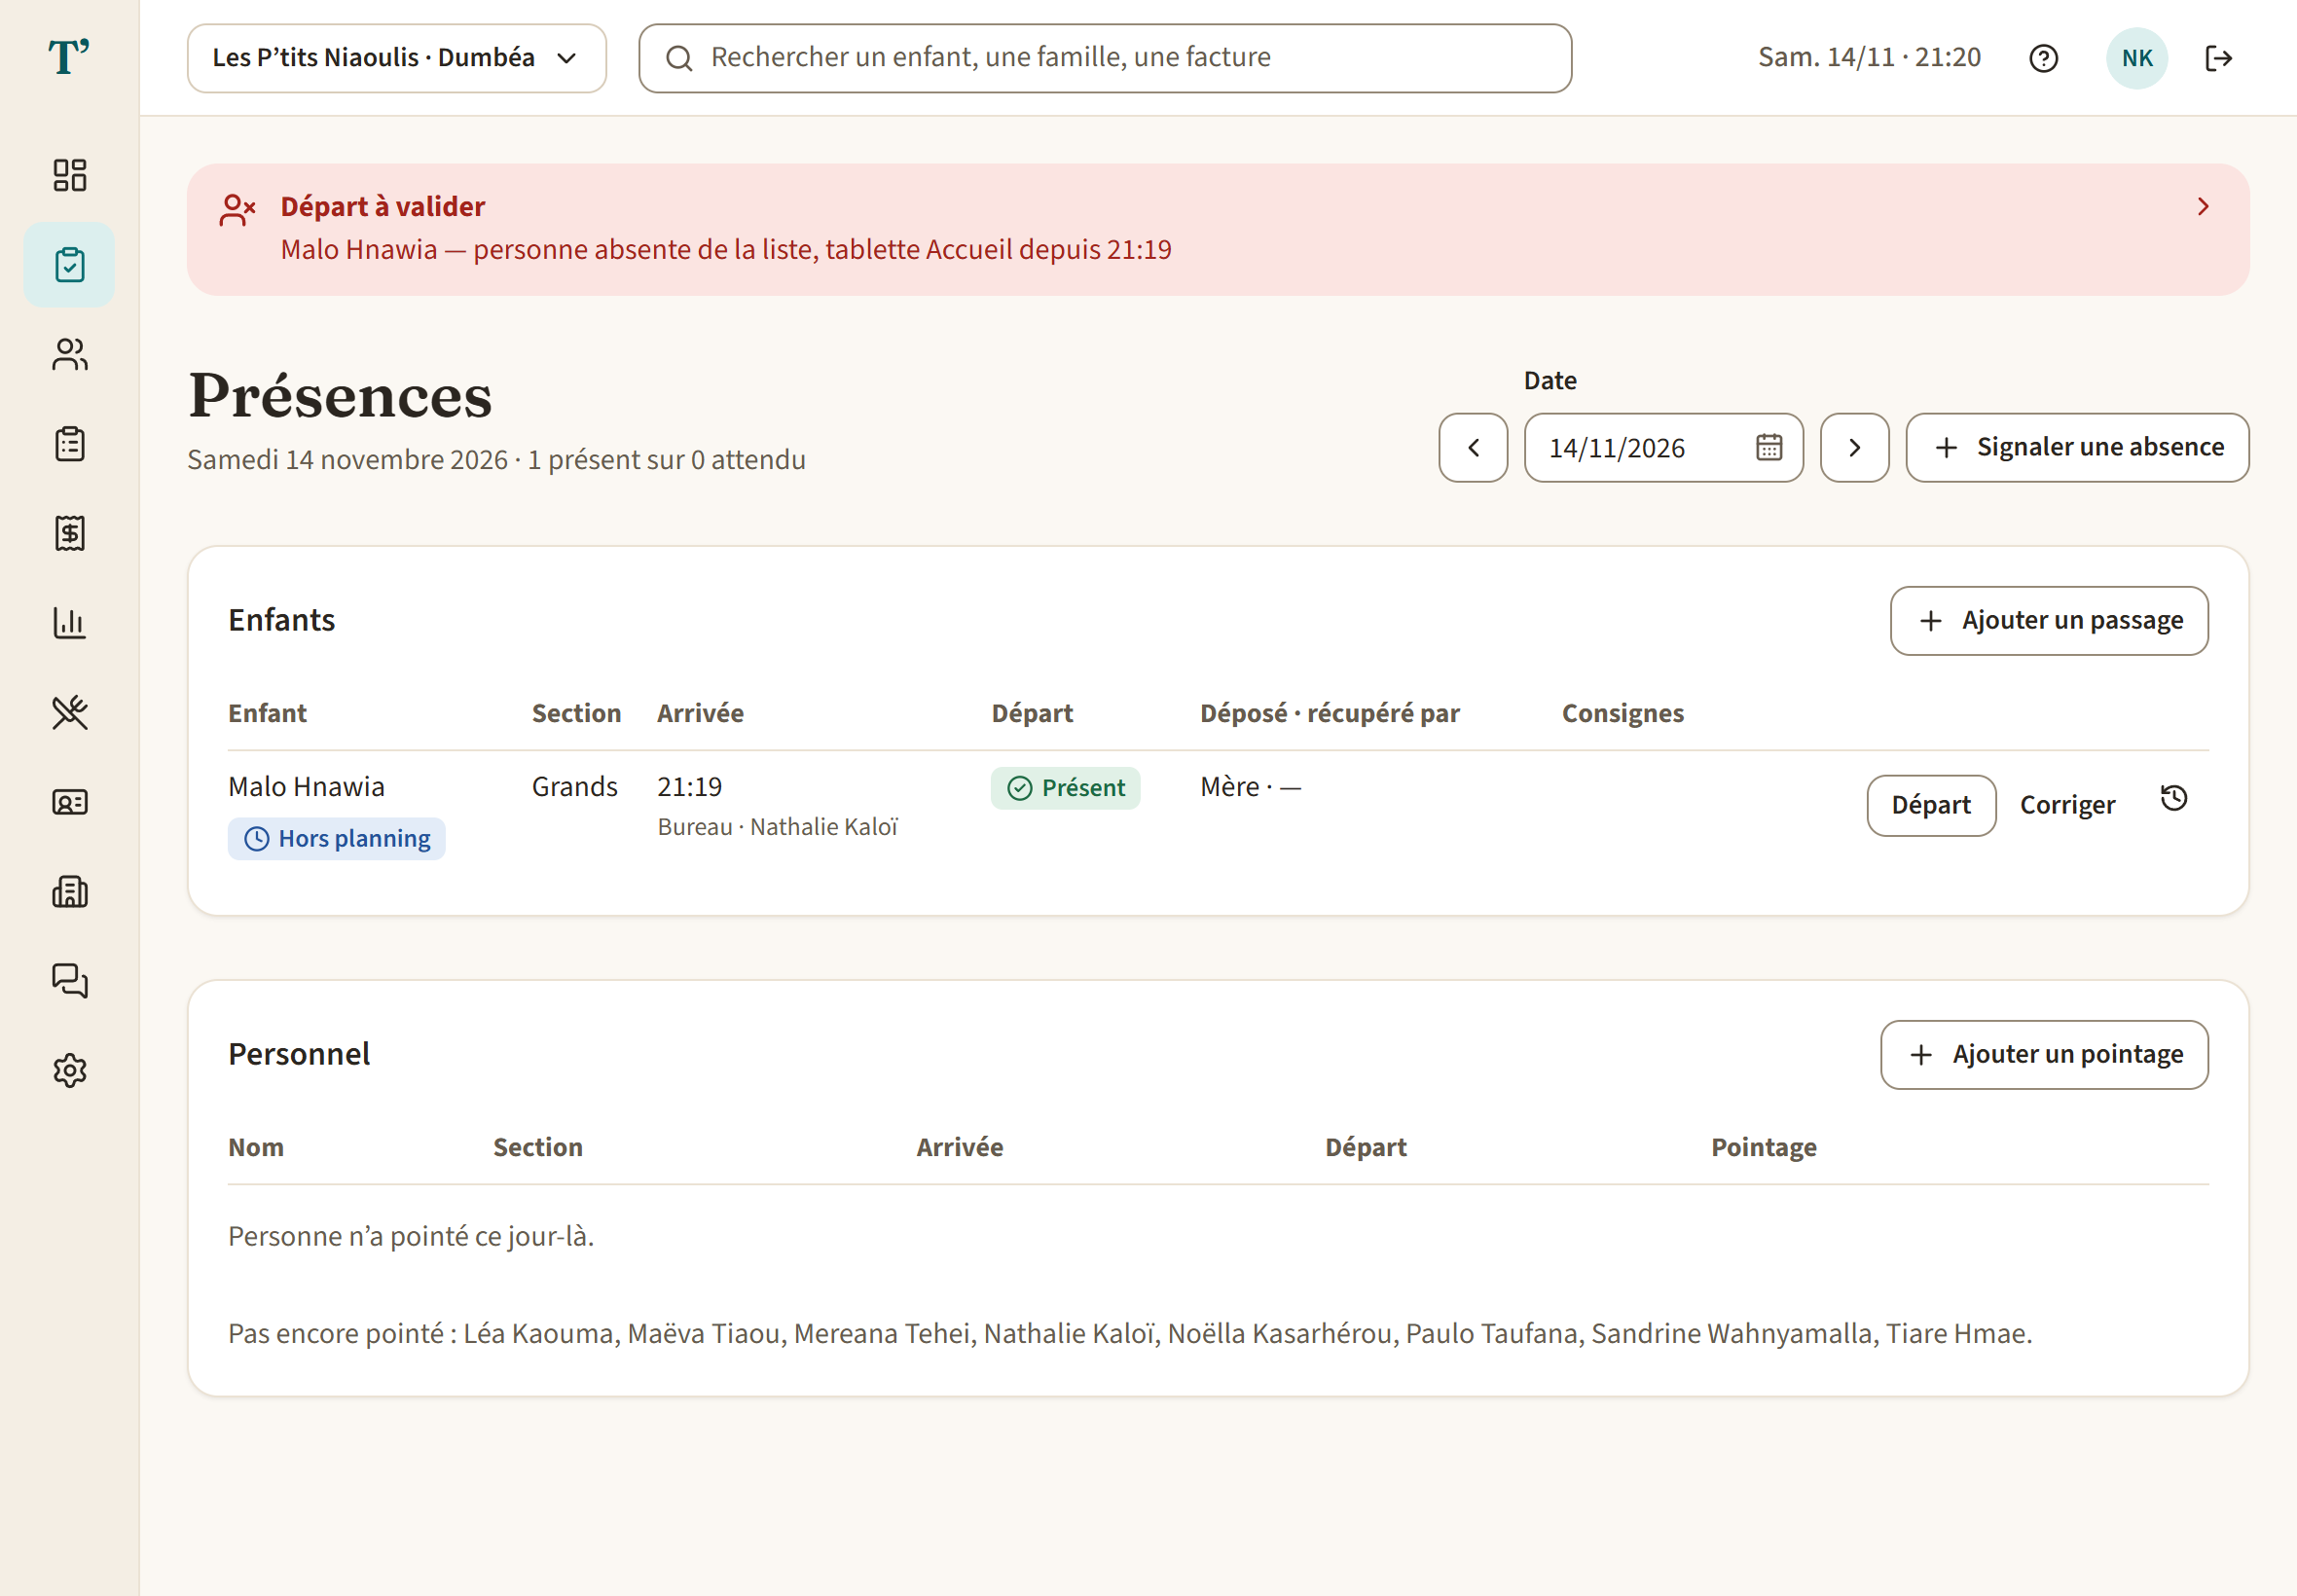 T’
Les P’tits Niaoulis · Dumbéa
Rechercher un enfant, une famille, une facture
Sam. 14/11 · 21:20
NK
Départ à valider
Malo Hnawia — personne absente de la liste, tablette Accueil depuis 21:19
Présences
Samedi 14 novembre 2026 · 1 présent sur 0 attendu
Date
14/11/2026
Signaler une absence
Enfants
Ajouter un passage
Enfant Section Arrivée Départ Déposé · récupéré par Consignes
Malo Hnawia Grands 21:19 Présent Mère · — Départ Corriger
Hors planning Bureau · Nathalie Kaloï
Personnel
Ajouter un pointage
Nom Section Arrivée Départ Pointage
Personne n’a pointé ce jour-là.
Pas encore pointé : Léa Kaouma, Maëva Tiaou, Mereana Tehei, Nathalie Kaloï, Noëlla Kasarhérou, Paulo Taufana, Sandrine Wahnyamalla, Tiare Hmae.